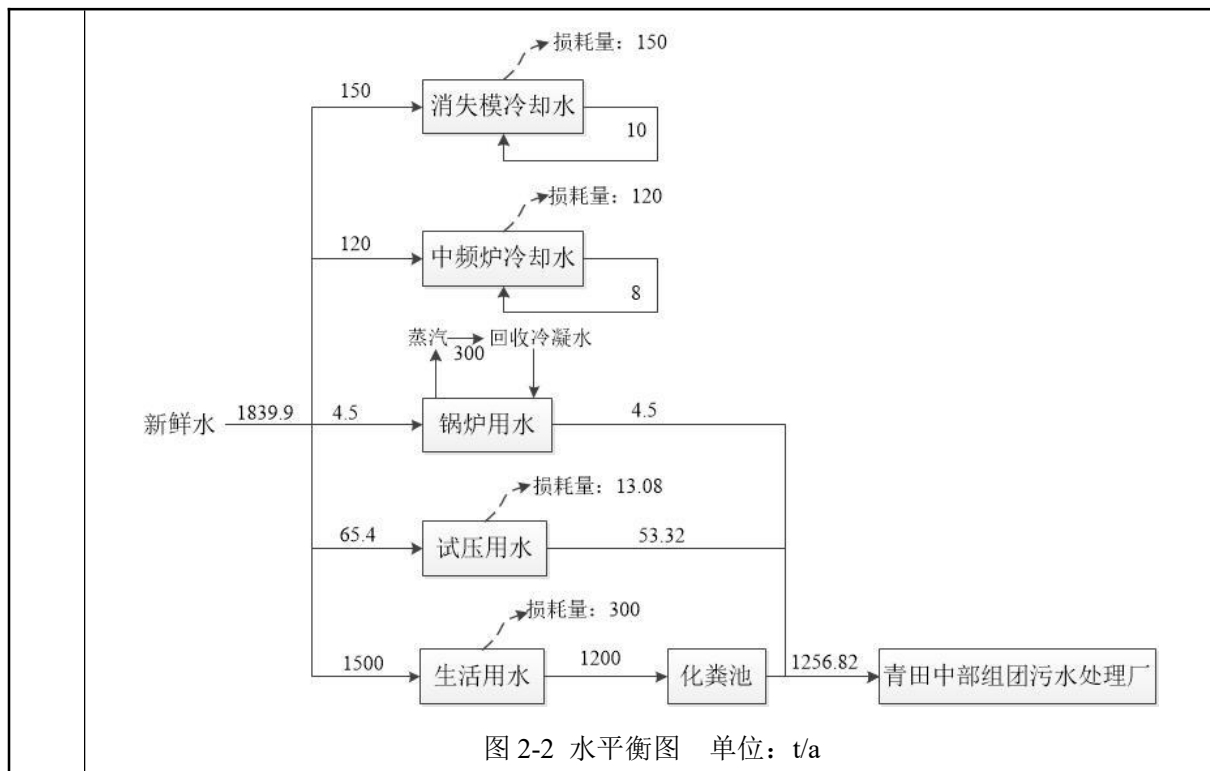 损耗量：150
150
消失模冷却水
10
损耗量：120
120
中频炉冷却水
8
蒸汽
300
回收冷凝水
新鲜水
1839.9
4.5
锅炉用水
4.5
损耗量：13.08
65.4
试压用水
53.32
损耗量：300
1500
生活用水
1200
化粪池
1256.82
青田中部组团污水处理厂
图 2-2 水平衡图 单位：t/a